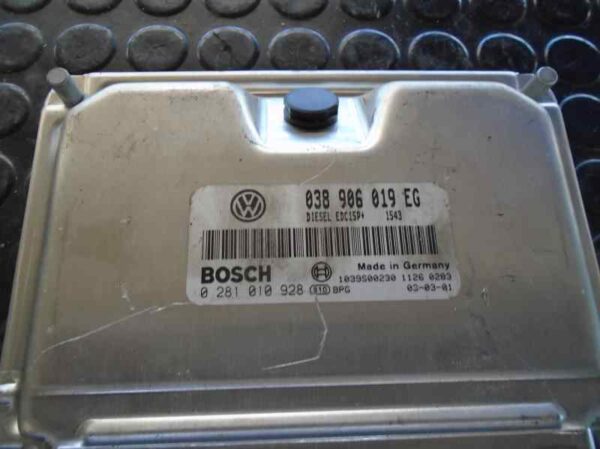 038 906 019 EG
DIESEL EDC15P+ 1543
Made in Germany
BOSCH
1039S00230 1126 0283
0 281 010 928 BPG
03-03-01